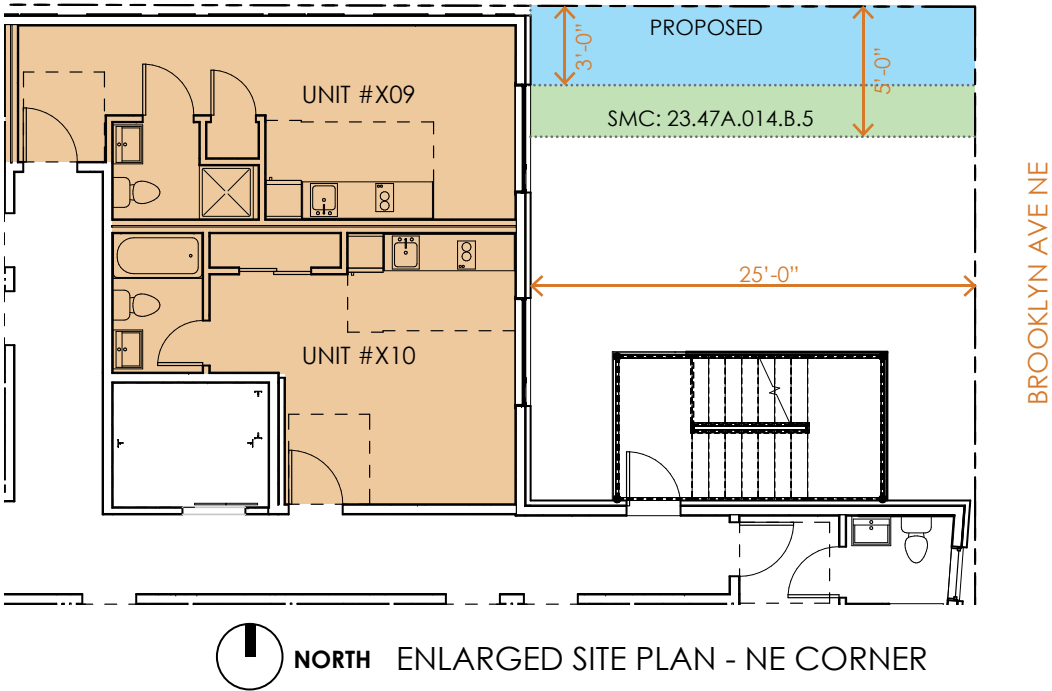 PROPOSED
3'-0"
5'-0"
UNIT #X09
SMC: 23.47A.014.B.5
25'-0"
BROOKLYN AVE NE
UNIT #X10
NORTH ENLARGED SITE PLAN - NE CORNER